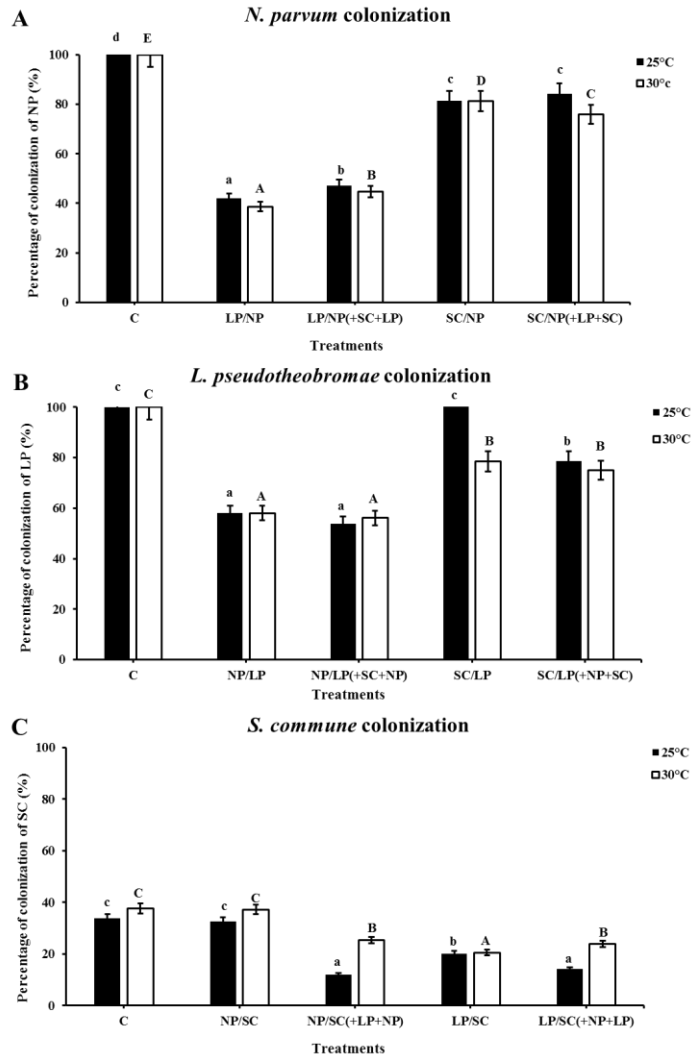 A
N. parvum colonization
Percentage of colonization of NP (%)
100
80
60
40
20
0
d E
a A
b B
c D
c C
25°C
30°c
C LP/NP LP/NP(+SC+LP) SC/NP SC/NP(+LP+SC)
Treatments
B
L. pseudotheobromae colonization
Percentage of colonization of LP (%)
100
80
60
40
20
0
c C
a A
a A
c B
b B
25°C
30°C
C NP/LP NP/LP(+SC+NP) SC/LP SC/LP(+NP+SC)
Treatments
C
S. commune colonization
Percentage of colonization of SC (%)
100
80
60
40
20
0
c C
c C
a B
b A
a B
25°C
30°C
C NP/SC NP/SC(+LP+NP) LP/SC LP/SC(+NP+LP)
Treatments